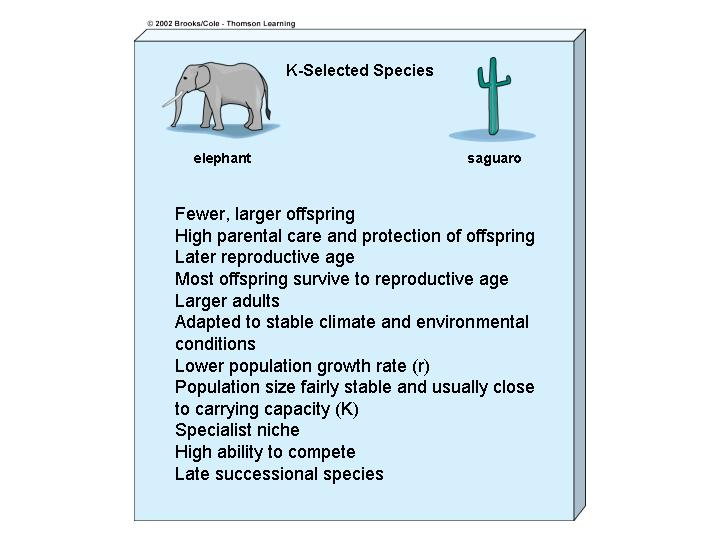 © 2002 Brooks/Cole - Thomson Learning
K-Selected Species
elephant
saguaro
Fewer, larger offspring
High parental care and protection of offspring
Later reproductive age
Most offspring survive to reproductive age
Larger adults
Adapted to stable climate and environmental
conditions
Lower population growth rate (r)
Population size fairly stable and usually close
to carrying capacity (K)
Specialist niche
High ability to compete
Late successional species